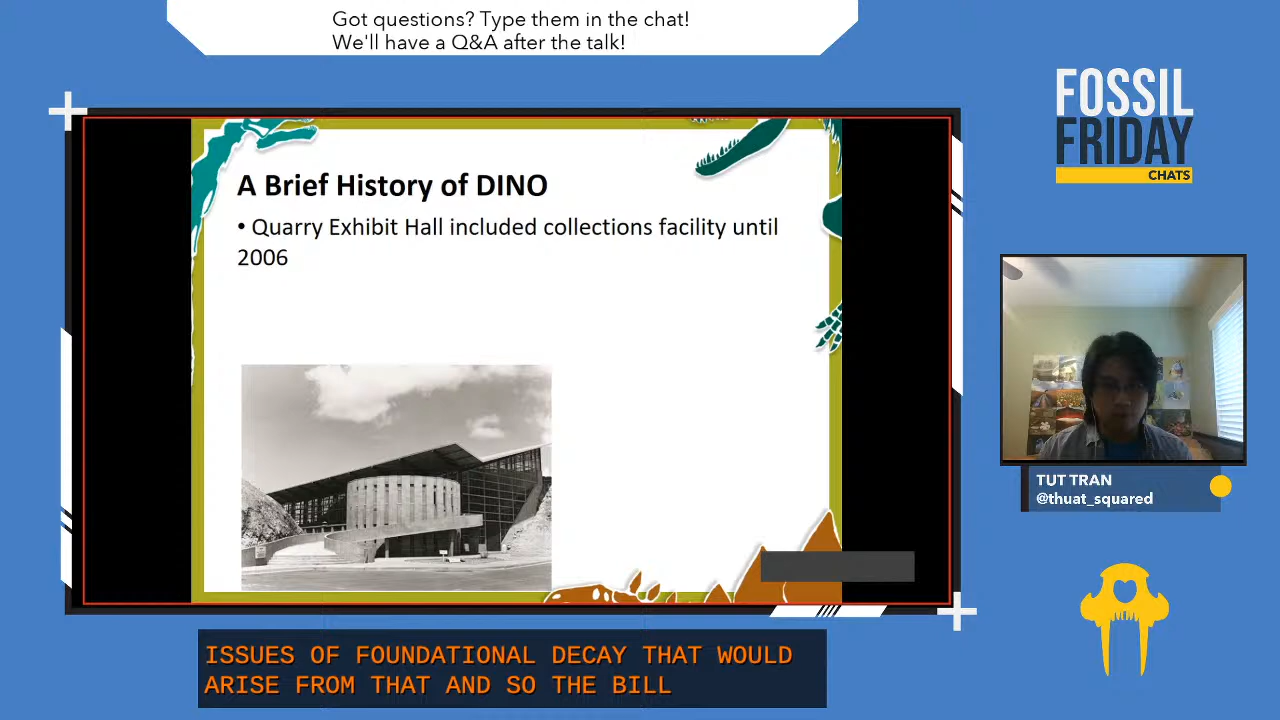 Got questions? Type them in the chat!
We'll have a Q&A after the talk!
FOSSIL
FRIDAY
CHATS
A Brief History of DINO
• Quarry Exhibit Hall included collections facility until
2006
TUT TRAN
@thuat_squared
ISSUES OF FOUNDATIONAL DECAY THAT WOULD
ARISE FROM THAT AND SO THE BILL